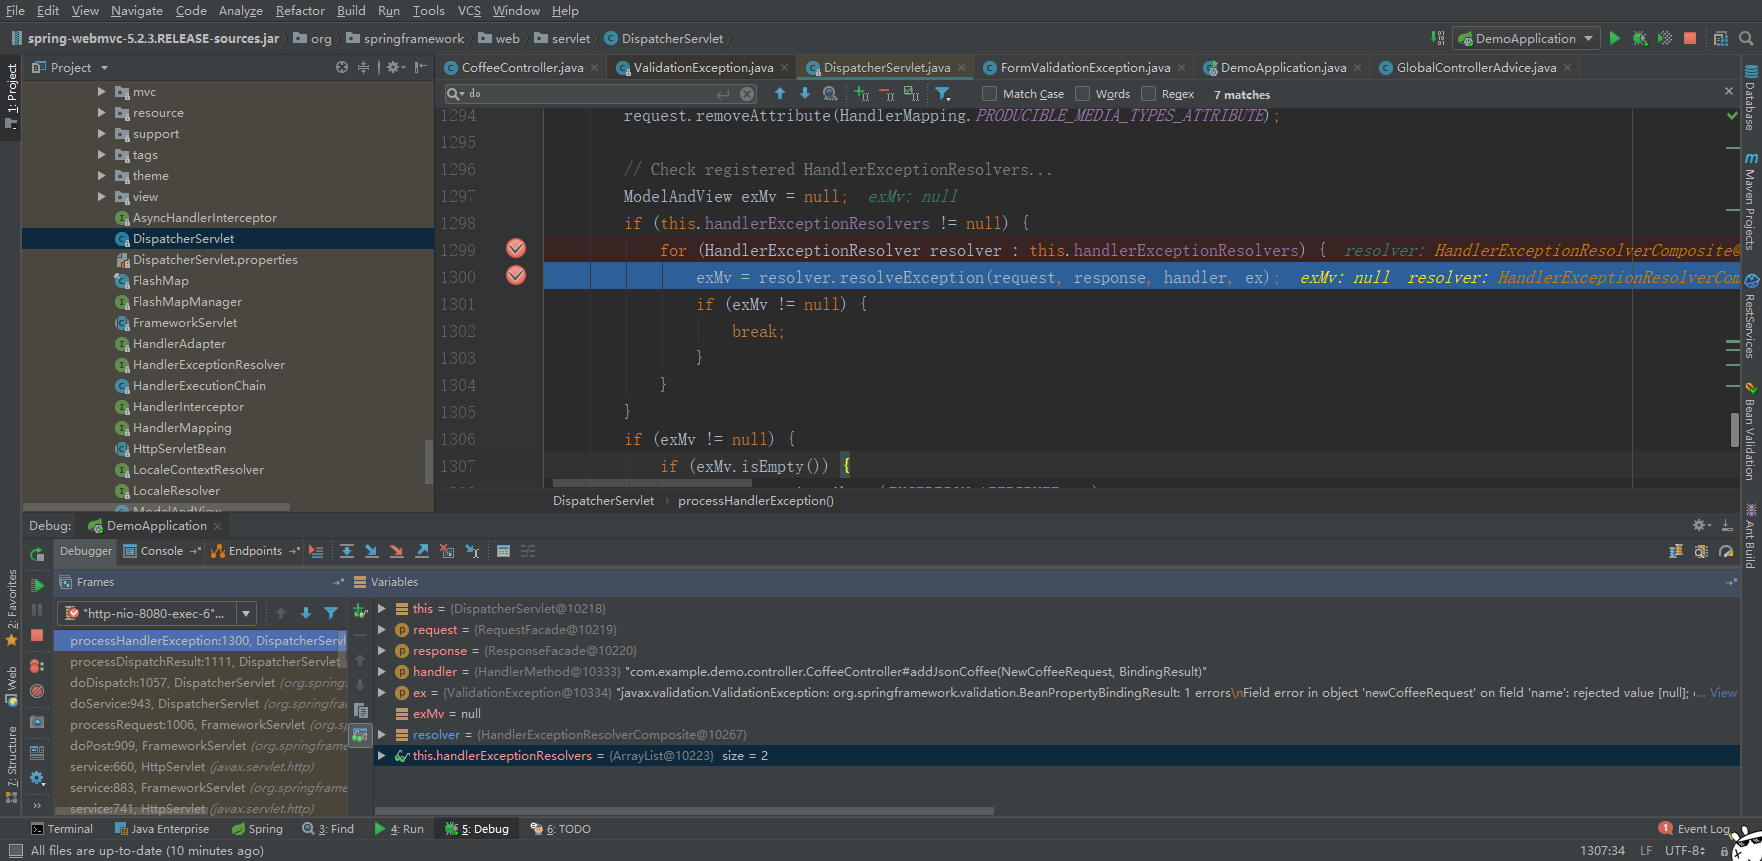 File Edit View Navigate Code Analyze Refactor Build Run Tools VCS Window Help
spring-webmvc-5.2.3.RELEASE-sources.jar org springframework web servlet DispatcherServlet
DemoApplication
Project
CoffeeController.java ValidationException.java DispatcherServlet.java FormValidationException.java DemoApplication.java GlobalControllerAdvice.java
do
Match Case Words Regex 7 matches
mvc
resource
support
tags
theme
view
AsyncHandlerInterceptor
DispatcherServlet
DispatcherServlet.properties
FlashMap
FlashMapManager
FrameworkServlet
HandlerAdapter
HandlerExceptionResolver
HandlerExecutionChain
HandlerInterceptor
HandlerMapping
HttpServletBean
LocaleContextResolver
LocaleResolver
ModelAndView
1294 request.removeAttribute(HandlerMapping.PRODUCIBLE_MEDIA_TYPES_ATTRIBUTE);
1295
1296 // Check registered HandlerExceptionResolvers...
1297 ModelAndView exMv = null; exMv: null
1298 if (this.handlerExceptionResolvers != null) {
1299 for (HandlerExceptionResolver resolver : this.handlerExceptionResolvers) { resolver: HandlerExceptionResolverComposite@
1300 exMv = resolver.resolveException(request, response, handler, ex); exMv: null resolver: HandlerExceptionResolverCom
1301 if (exMv != null) {
1302 break;
1303 }
1304 }
1305 }
1306 if (exMv != null) {
1307 if (exMv.isEmpty()) {
DispatcherServlet processHandlerException()
1: Project
2: Favorites
Web
7: Structure
Database
Maven Projects
RestServices
Bean Validation
Ant Build
Debug: DemoApplication
Debugger Console Endpoints
Frames
Variables
"http-nio-8080-exec-6"...
processHandlerException:1300, DispatcherServl
processDispatchResult:1111, DispatcherServlet
doDispatch:1057, DispatcherServlet (org.spring
doService:943, DispatcherServlet (org.springf
processRequest:1006, FrameworkServlet (org.s
doPost:909, FrameworkServlet (org.springframe
service:660, HttpServlet (javax.servlet.http)
service:883, FrameworkServlet (org.springfram
service:741, HttpServlet (javax.servlet.http)
this = {DispatcherServlet@10218}
request = {RequestFacade@10219}
response = {ResponseFacade@10220}
handler = {HandlerMethod@10333} "com.example.demo.controller.CoffeeController#addJsonCoffee(NewCoffeeRequest, BindingResult)"
ex = {ValidationException@10334} "javax.validation.ValidationException: org.springframework.validation.BeanPropertyBindingResult: 1 errors\nField error in object 'newCoffeeRequest' on field 'name': rejected value [null]; c... View
exMv = null
resolver = {HandlerExceptionResolverComposite@10267}
this.handlerExceptionResolvers = {ArrayList@10223} size = 2
Terminal Java Enterprise Spring 3: Find 4: Run 5: Debug 6: TODO
1 Event Log
All files are up-to-date (10 minutes ago)
1307:34 LF UTF-8